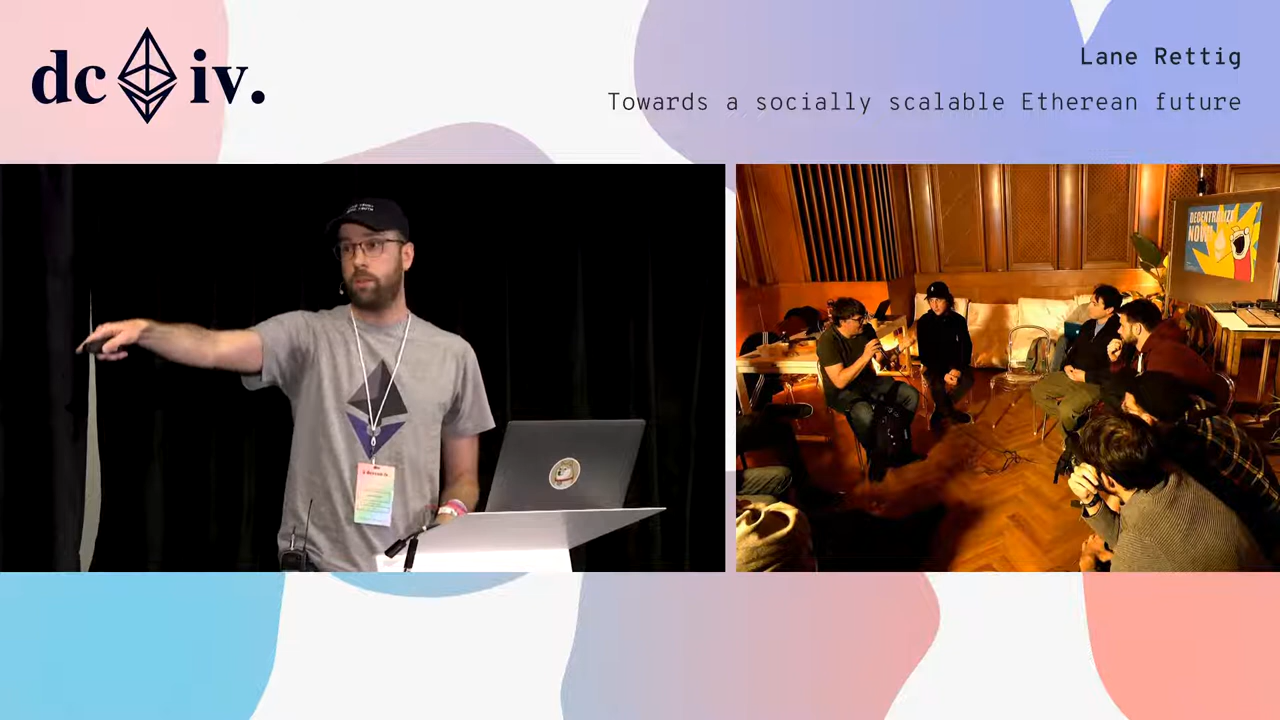 dc iv.
Lane Rettig
Towards a socially scalable Etherean future
DECENTRALIZE
NOW!